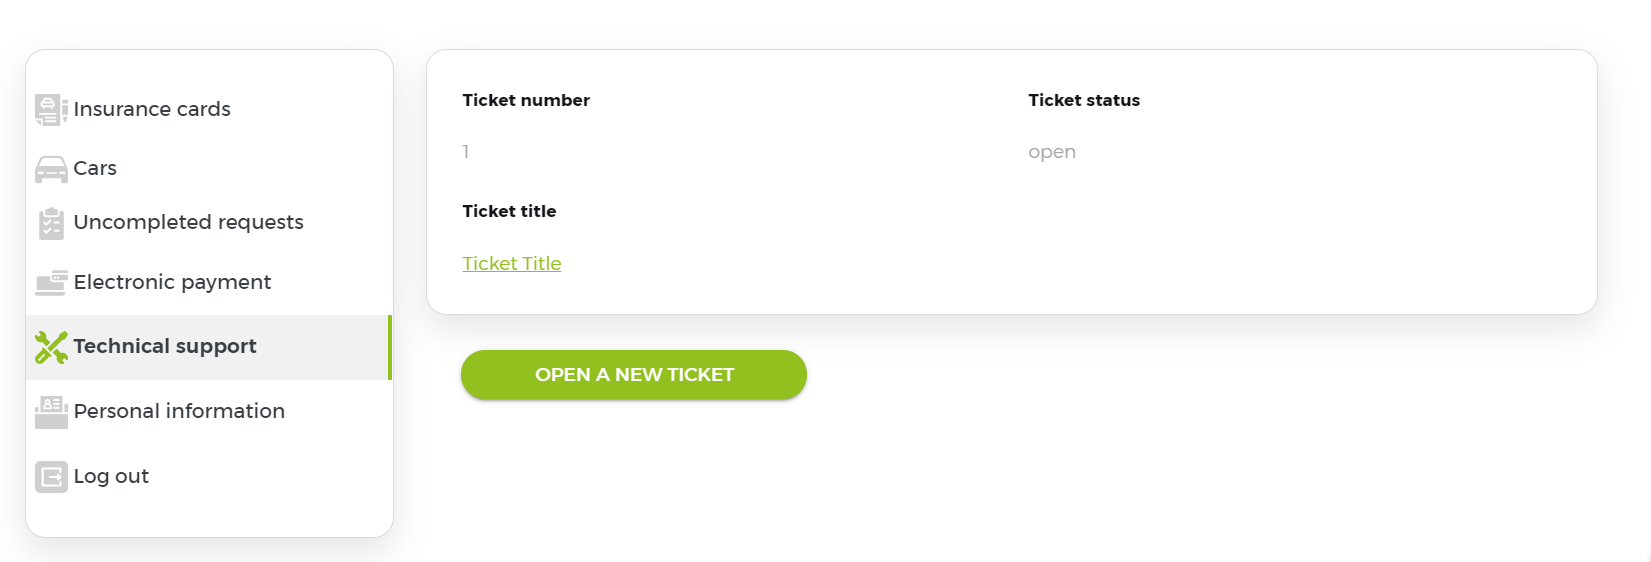 Insurance cards
Cars
Uncompleted requests
Electronic payment
Technical support
Personal information
Log out
Ticket number
Ticket status
1
open
Ticket title
Ticket Title
OPEN A NEW TICKET